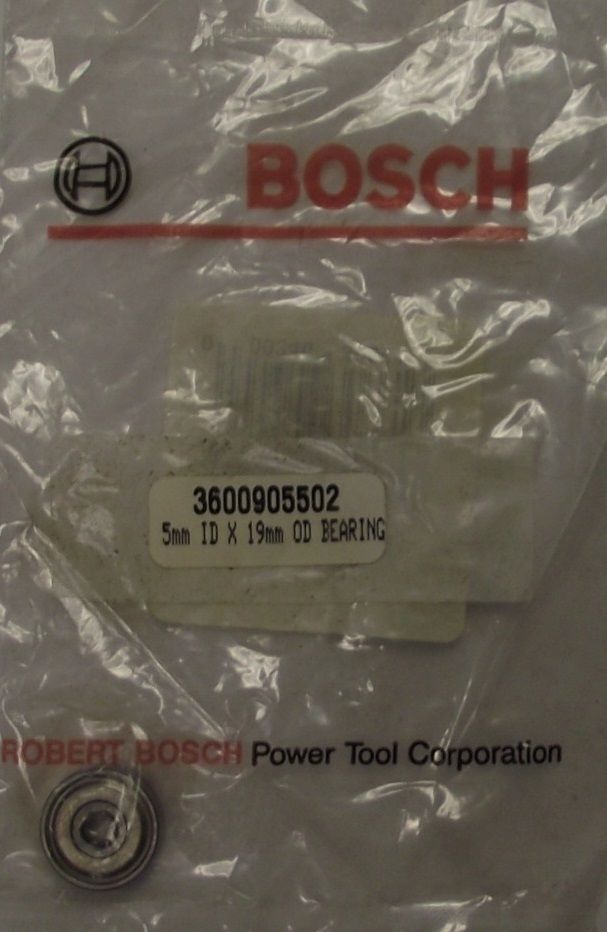 BOSCH
3600905502
5mm ID X 19mm OD BEARING
ROBERT BOSCH Power Tool Corporation